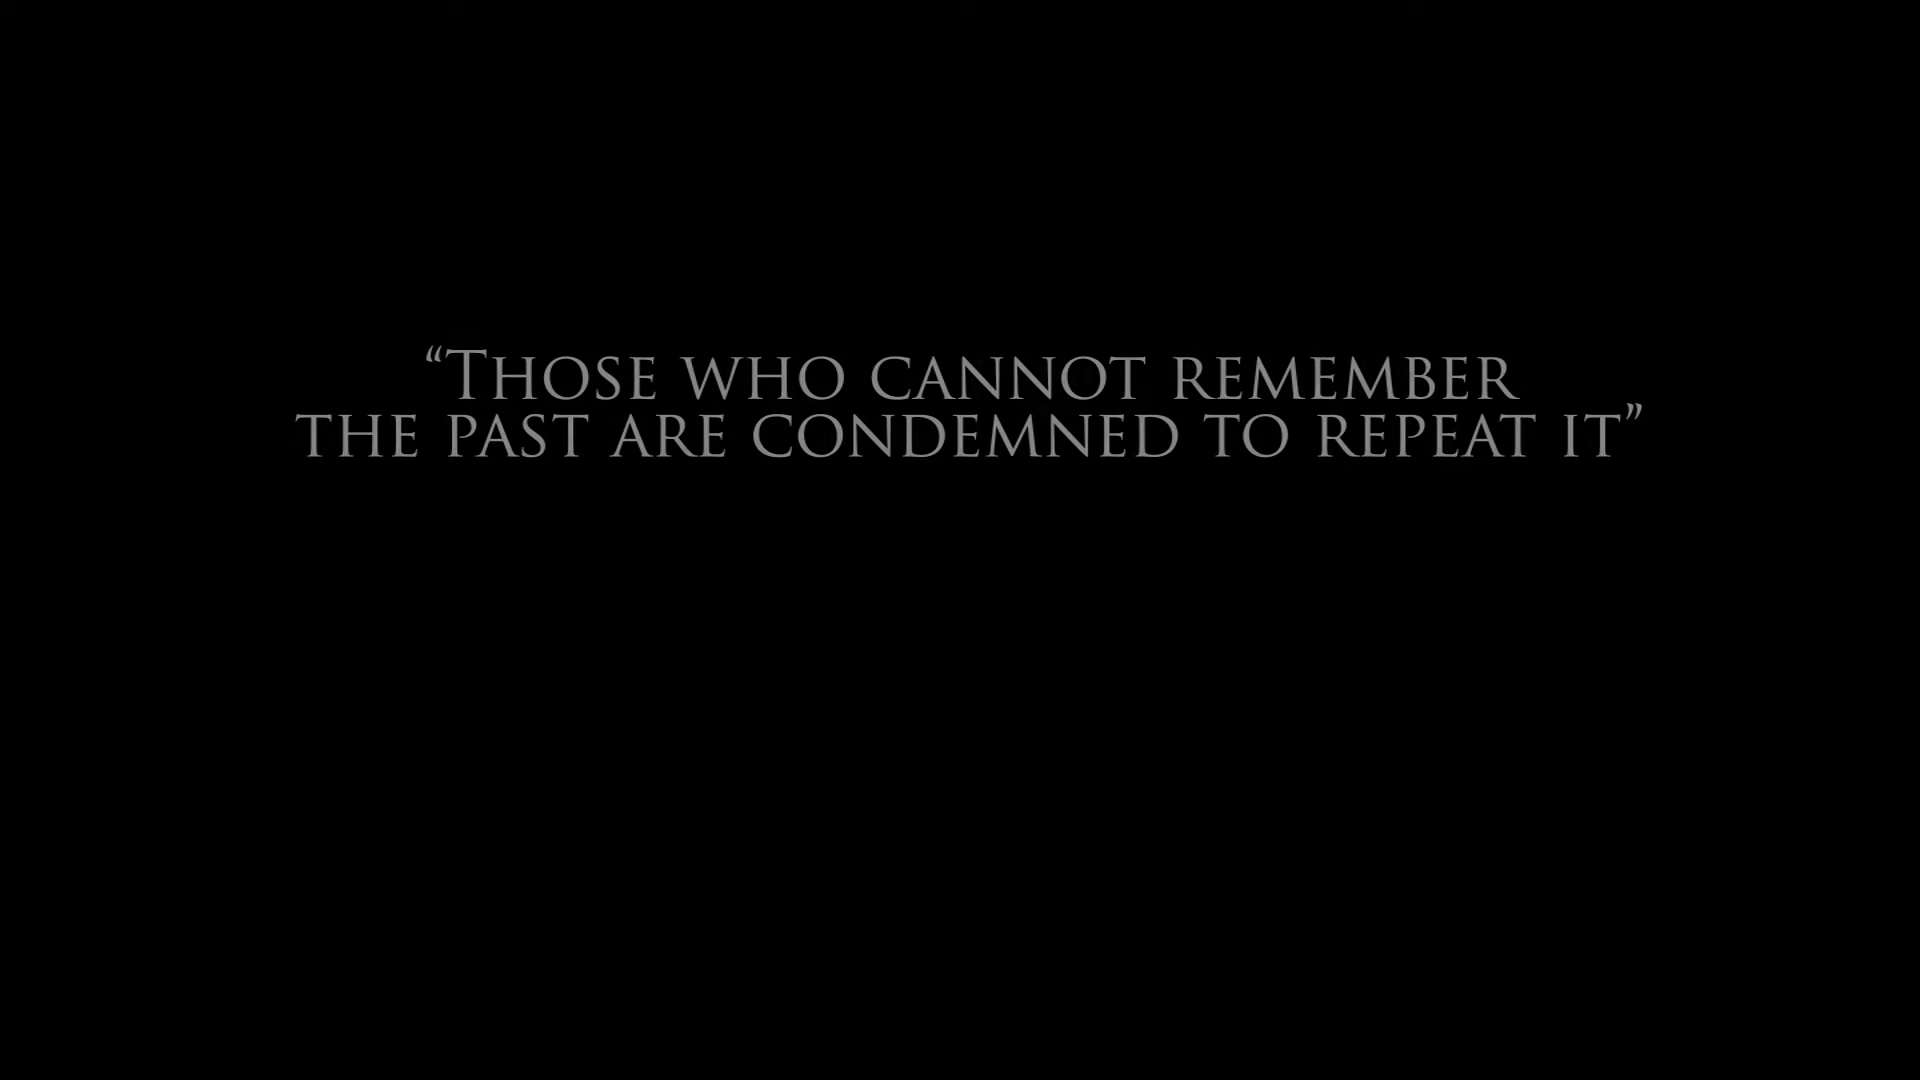 “Those who cannot remember
the past are condemned to repeat it”